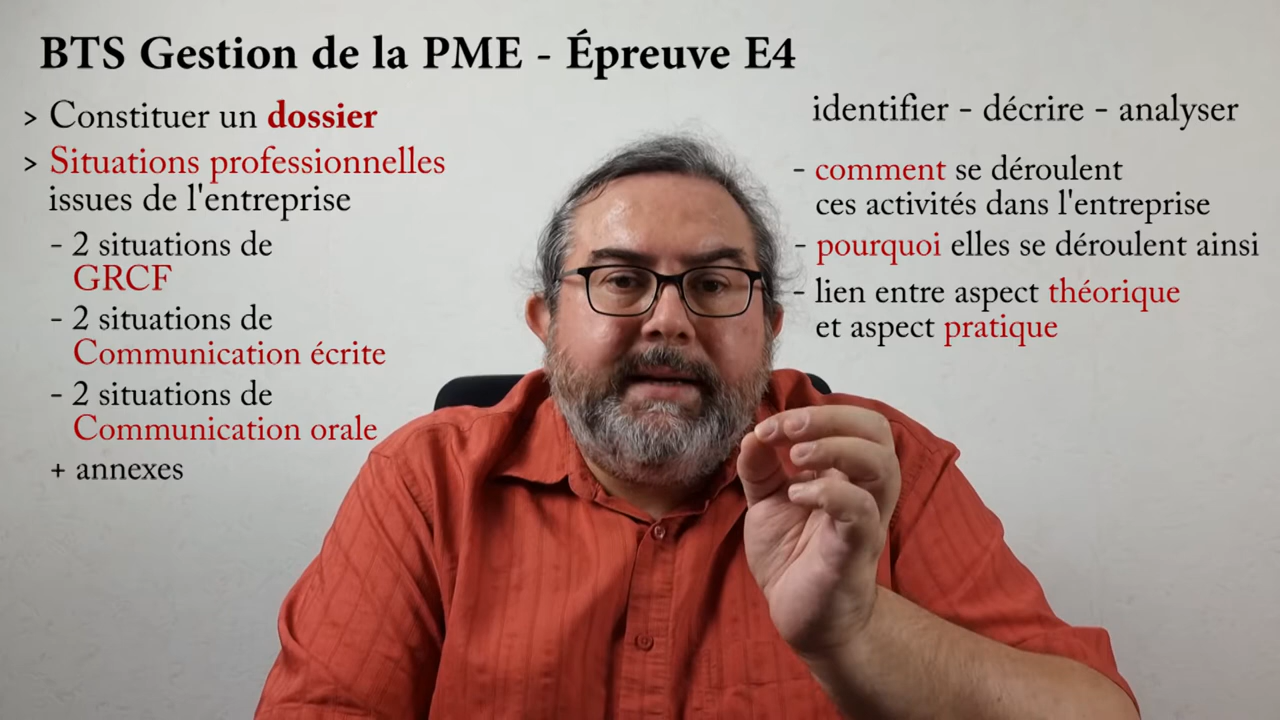 BTS Gestion de la PME - Épreuve E4
> Constituer un dossier
> Situations professionnelles
issues de l'entreprise
- 2 situations de
GRCF
- 2 situations de
Communication écrite
- 2 situations de
Communication orale
+ annexes
identifier - décrire - analyser
- comment se déroulent
ces activités dans l'entreprise
- pourquoi elles se déroulent ainsi
- lien entre aspect théorique
et aspect pratique